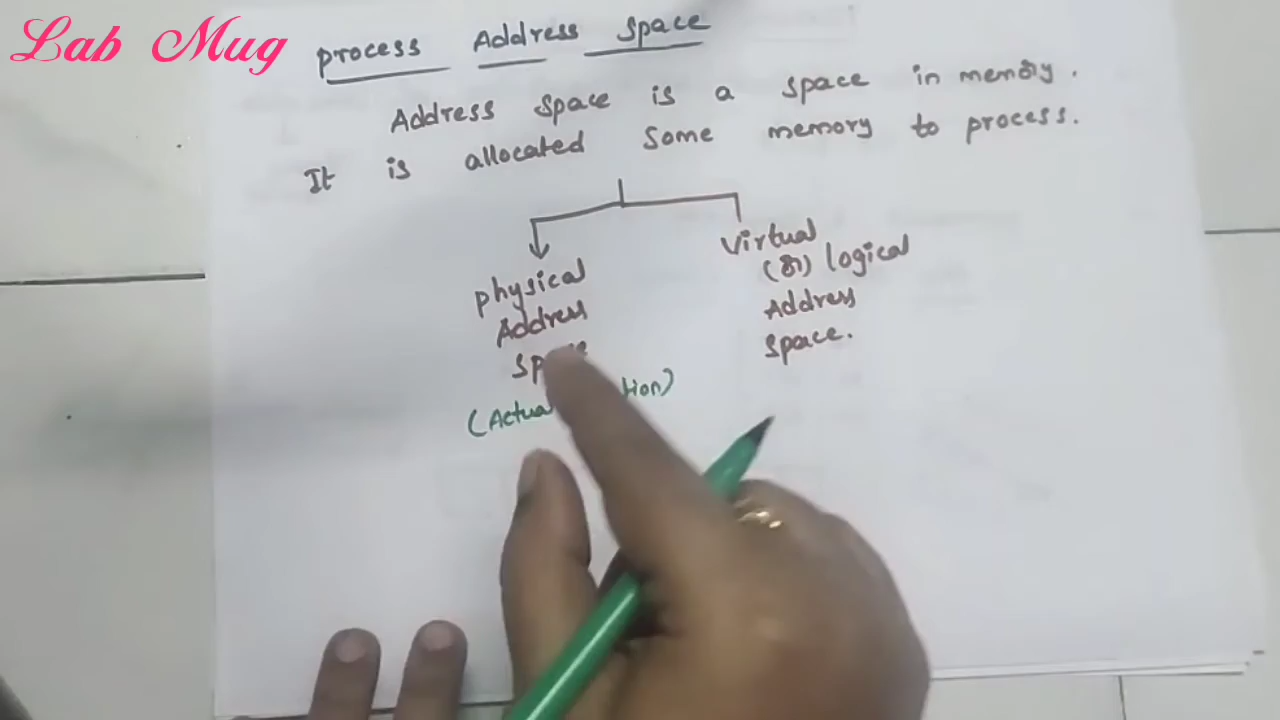 Lab Mug
process Address Space
Address Space is a space in memory.
It is allocated some memory to process.
physical
Address
Virtual
(or) logical
Address
space.
(Actual